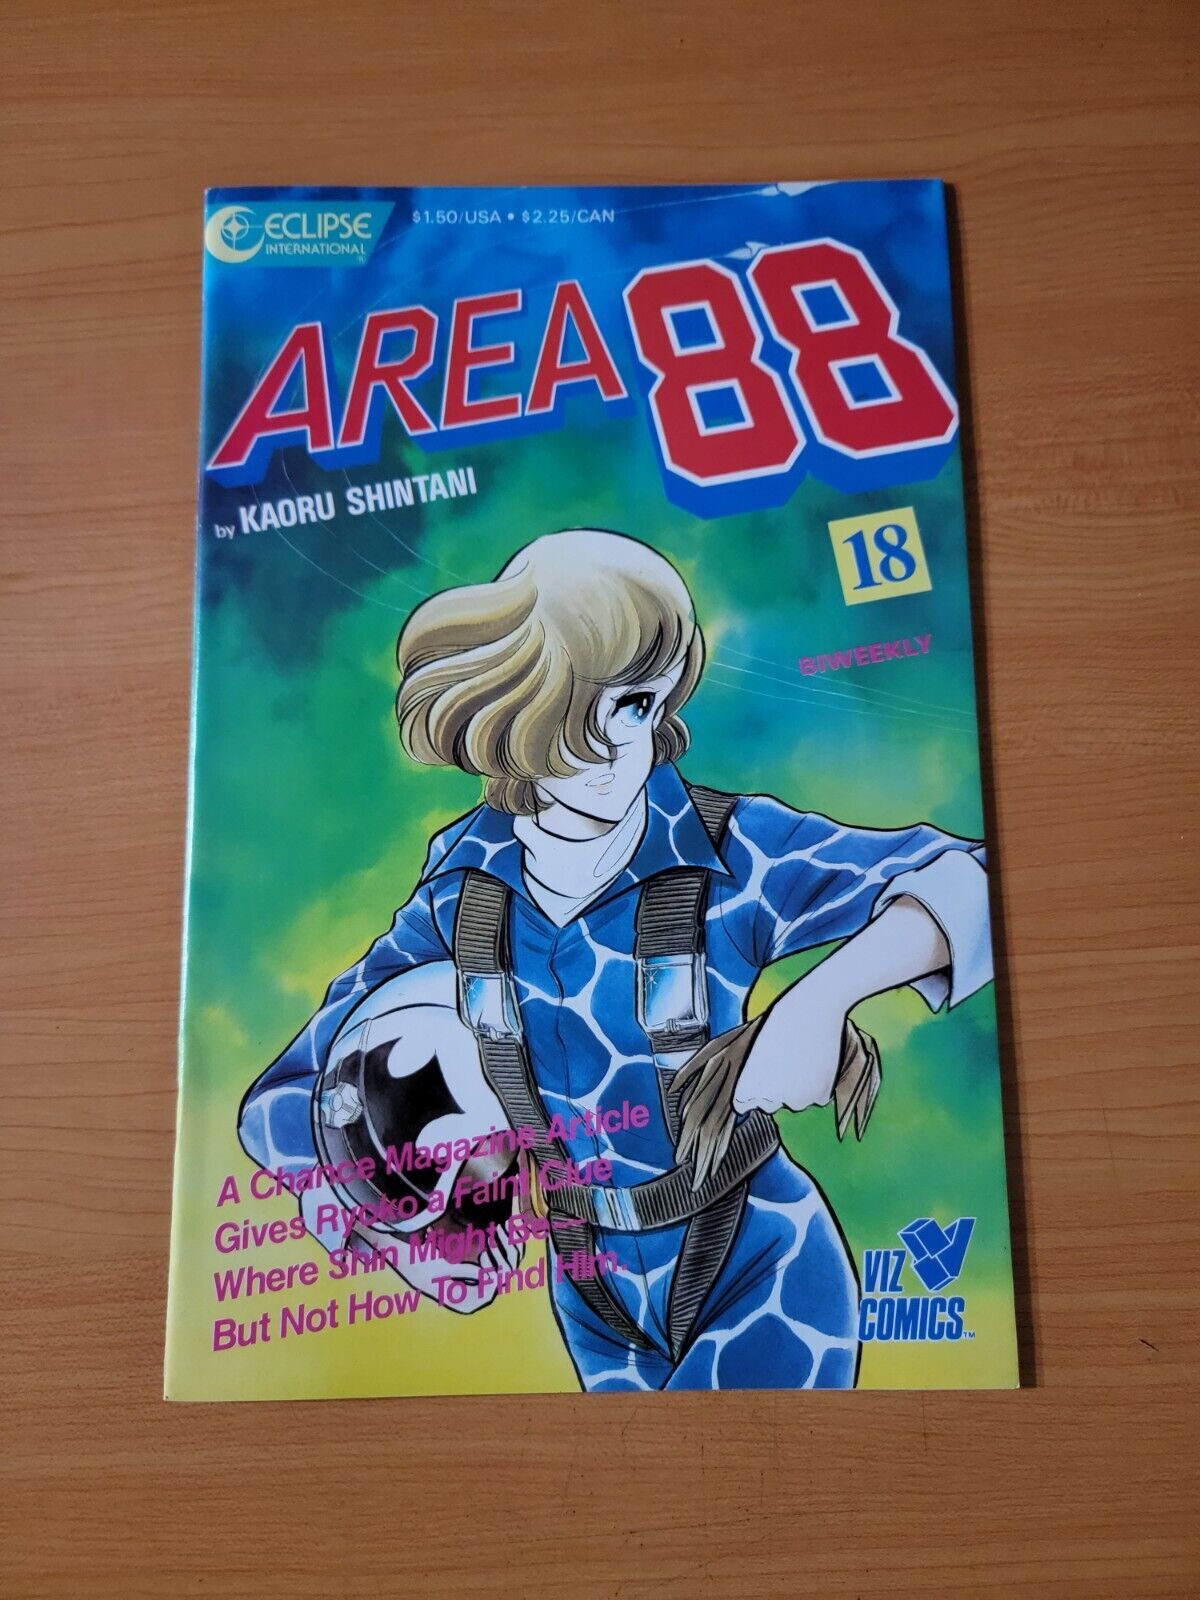 ECLIPSE
INTERNATIONAL®
$1.50/USA • $2.25/CAN
AREA 88
by KAORU SHINTANI
18
BIWEEKLY
A Chance Magazine Article
Gives Ryoko a Faint Clue
Where Shin Might Be—
But Not How To Find HIm.
VIZ
COMICS™